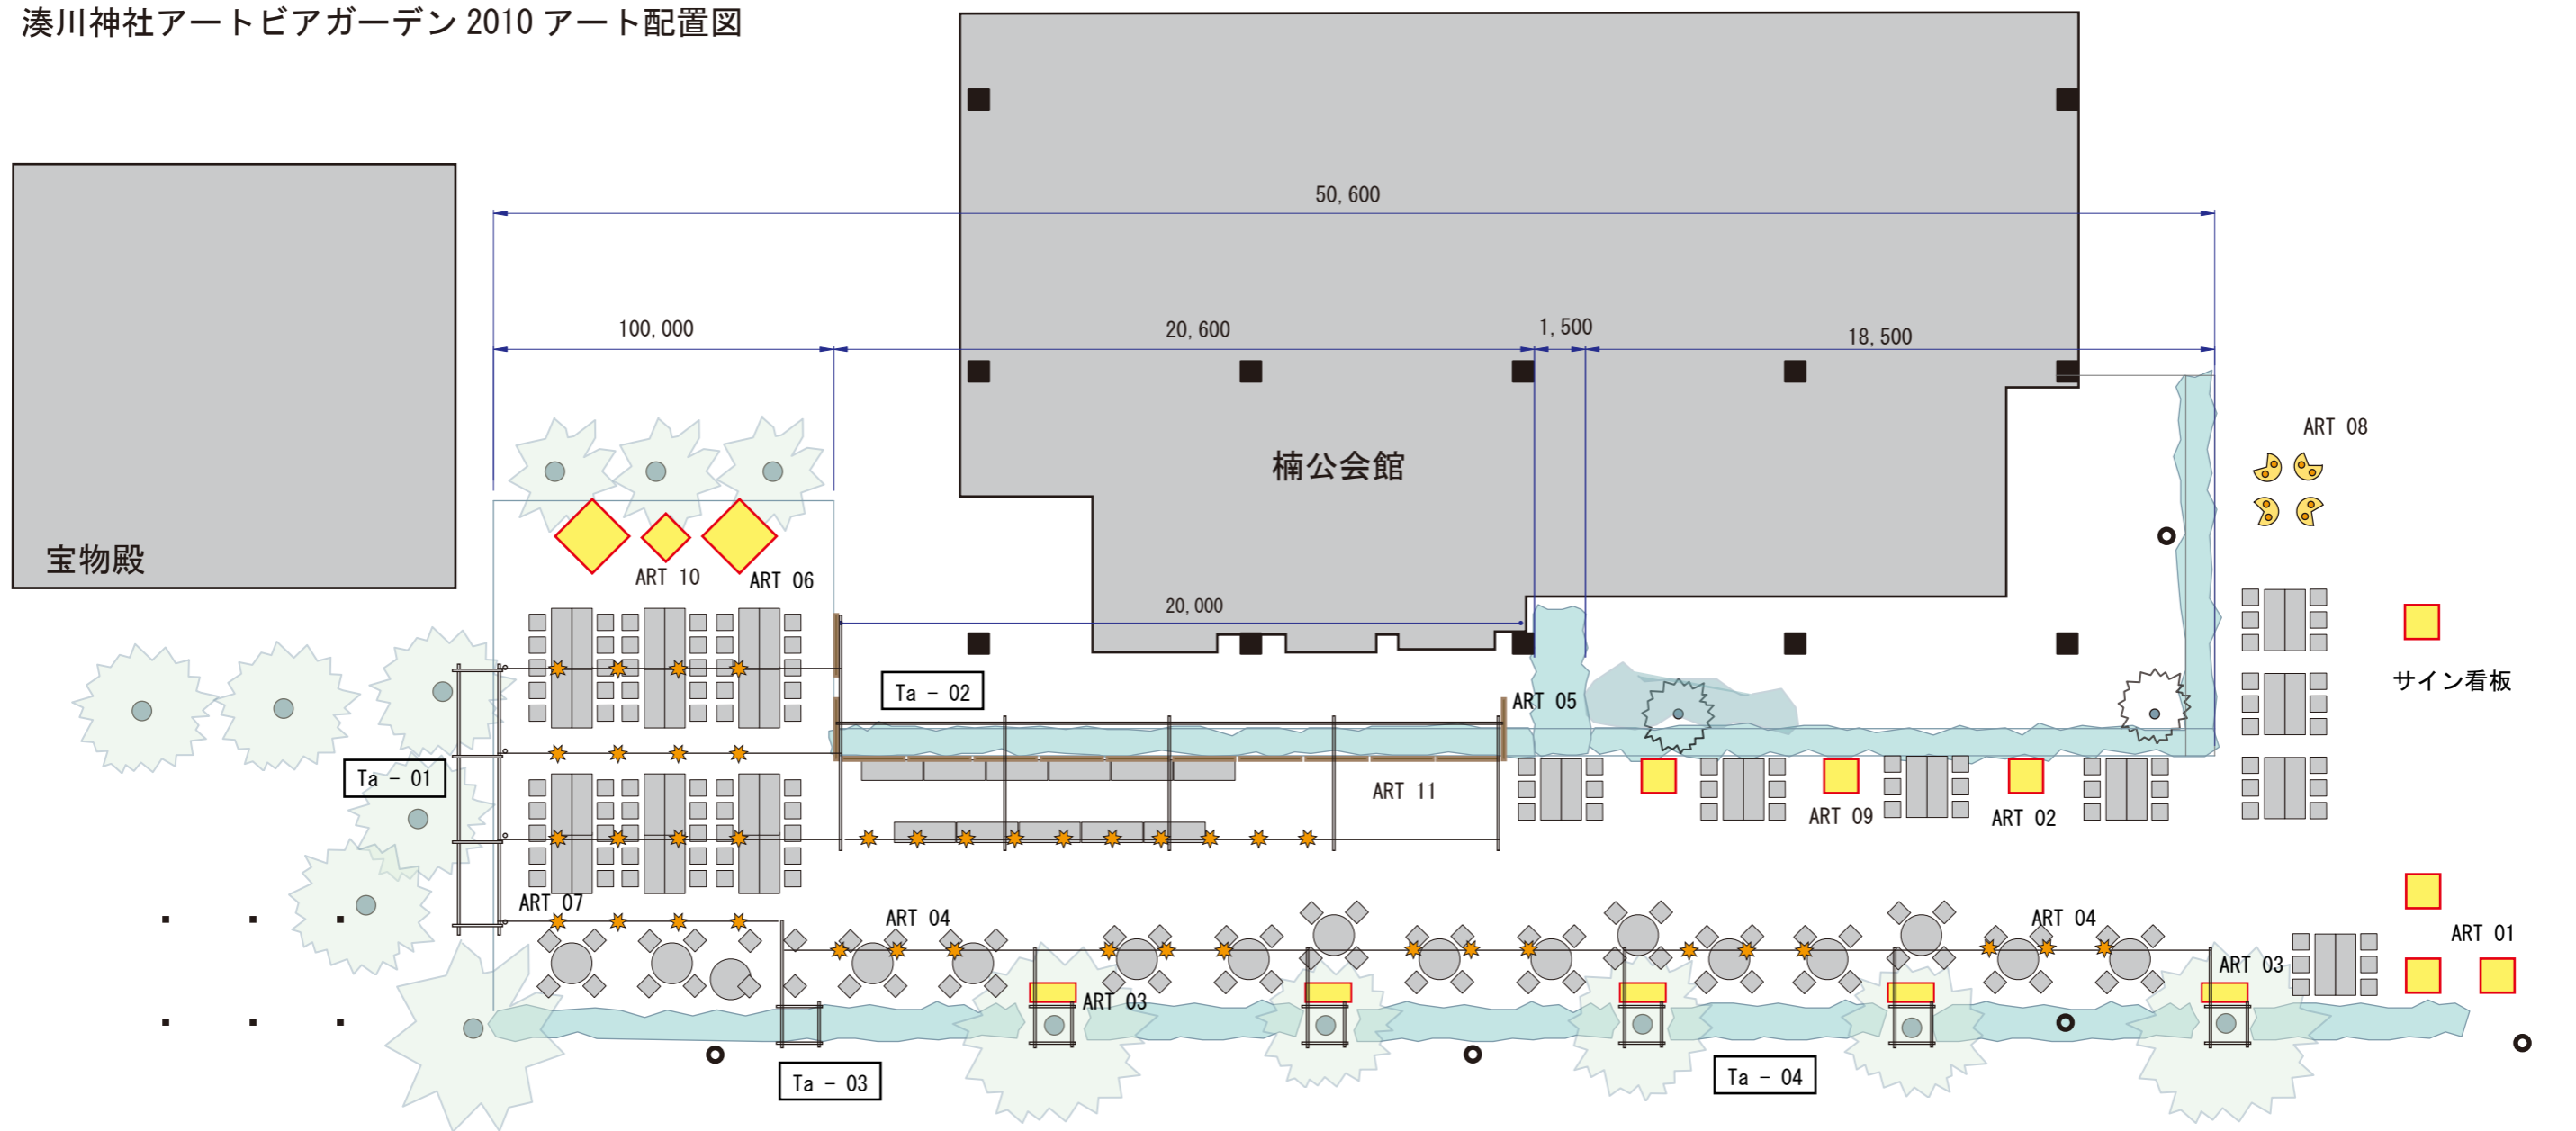 湊川神社アートビアガーデン 2010 アート配置図
50,600
100,000
20,600
1,500
18,500
ART 08
楠公会館
宝物殿
ART 10
ART 06
20,000
サイン看板
Ta - 02
ART 05
Ta - 01
ART 11
ART 09
ART 02
ART 07
ART 04
ART 04
ART 01
ART 03
ART 03
Ta - 03
Ta - 04